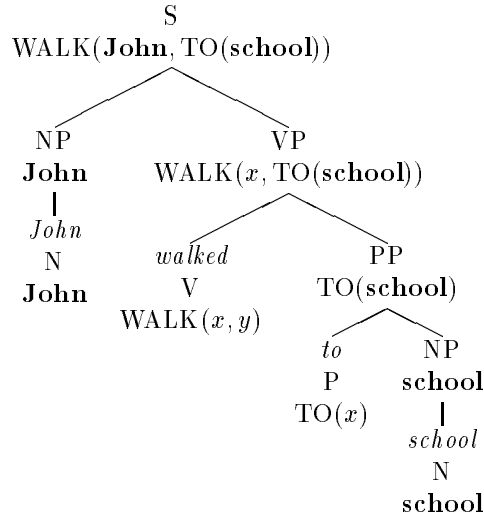 S
WALK(John, TO(school))
NP VP
John WALK(x, TO(school))
John walked PP
N V TO(school)
John WALK(x, y)
to NP
P school
TO(x)
school
N
school